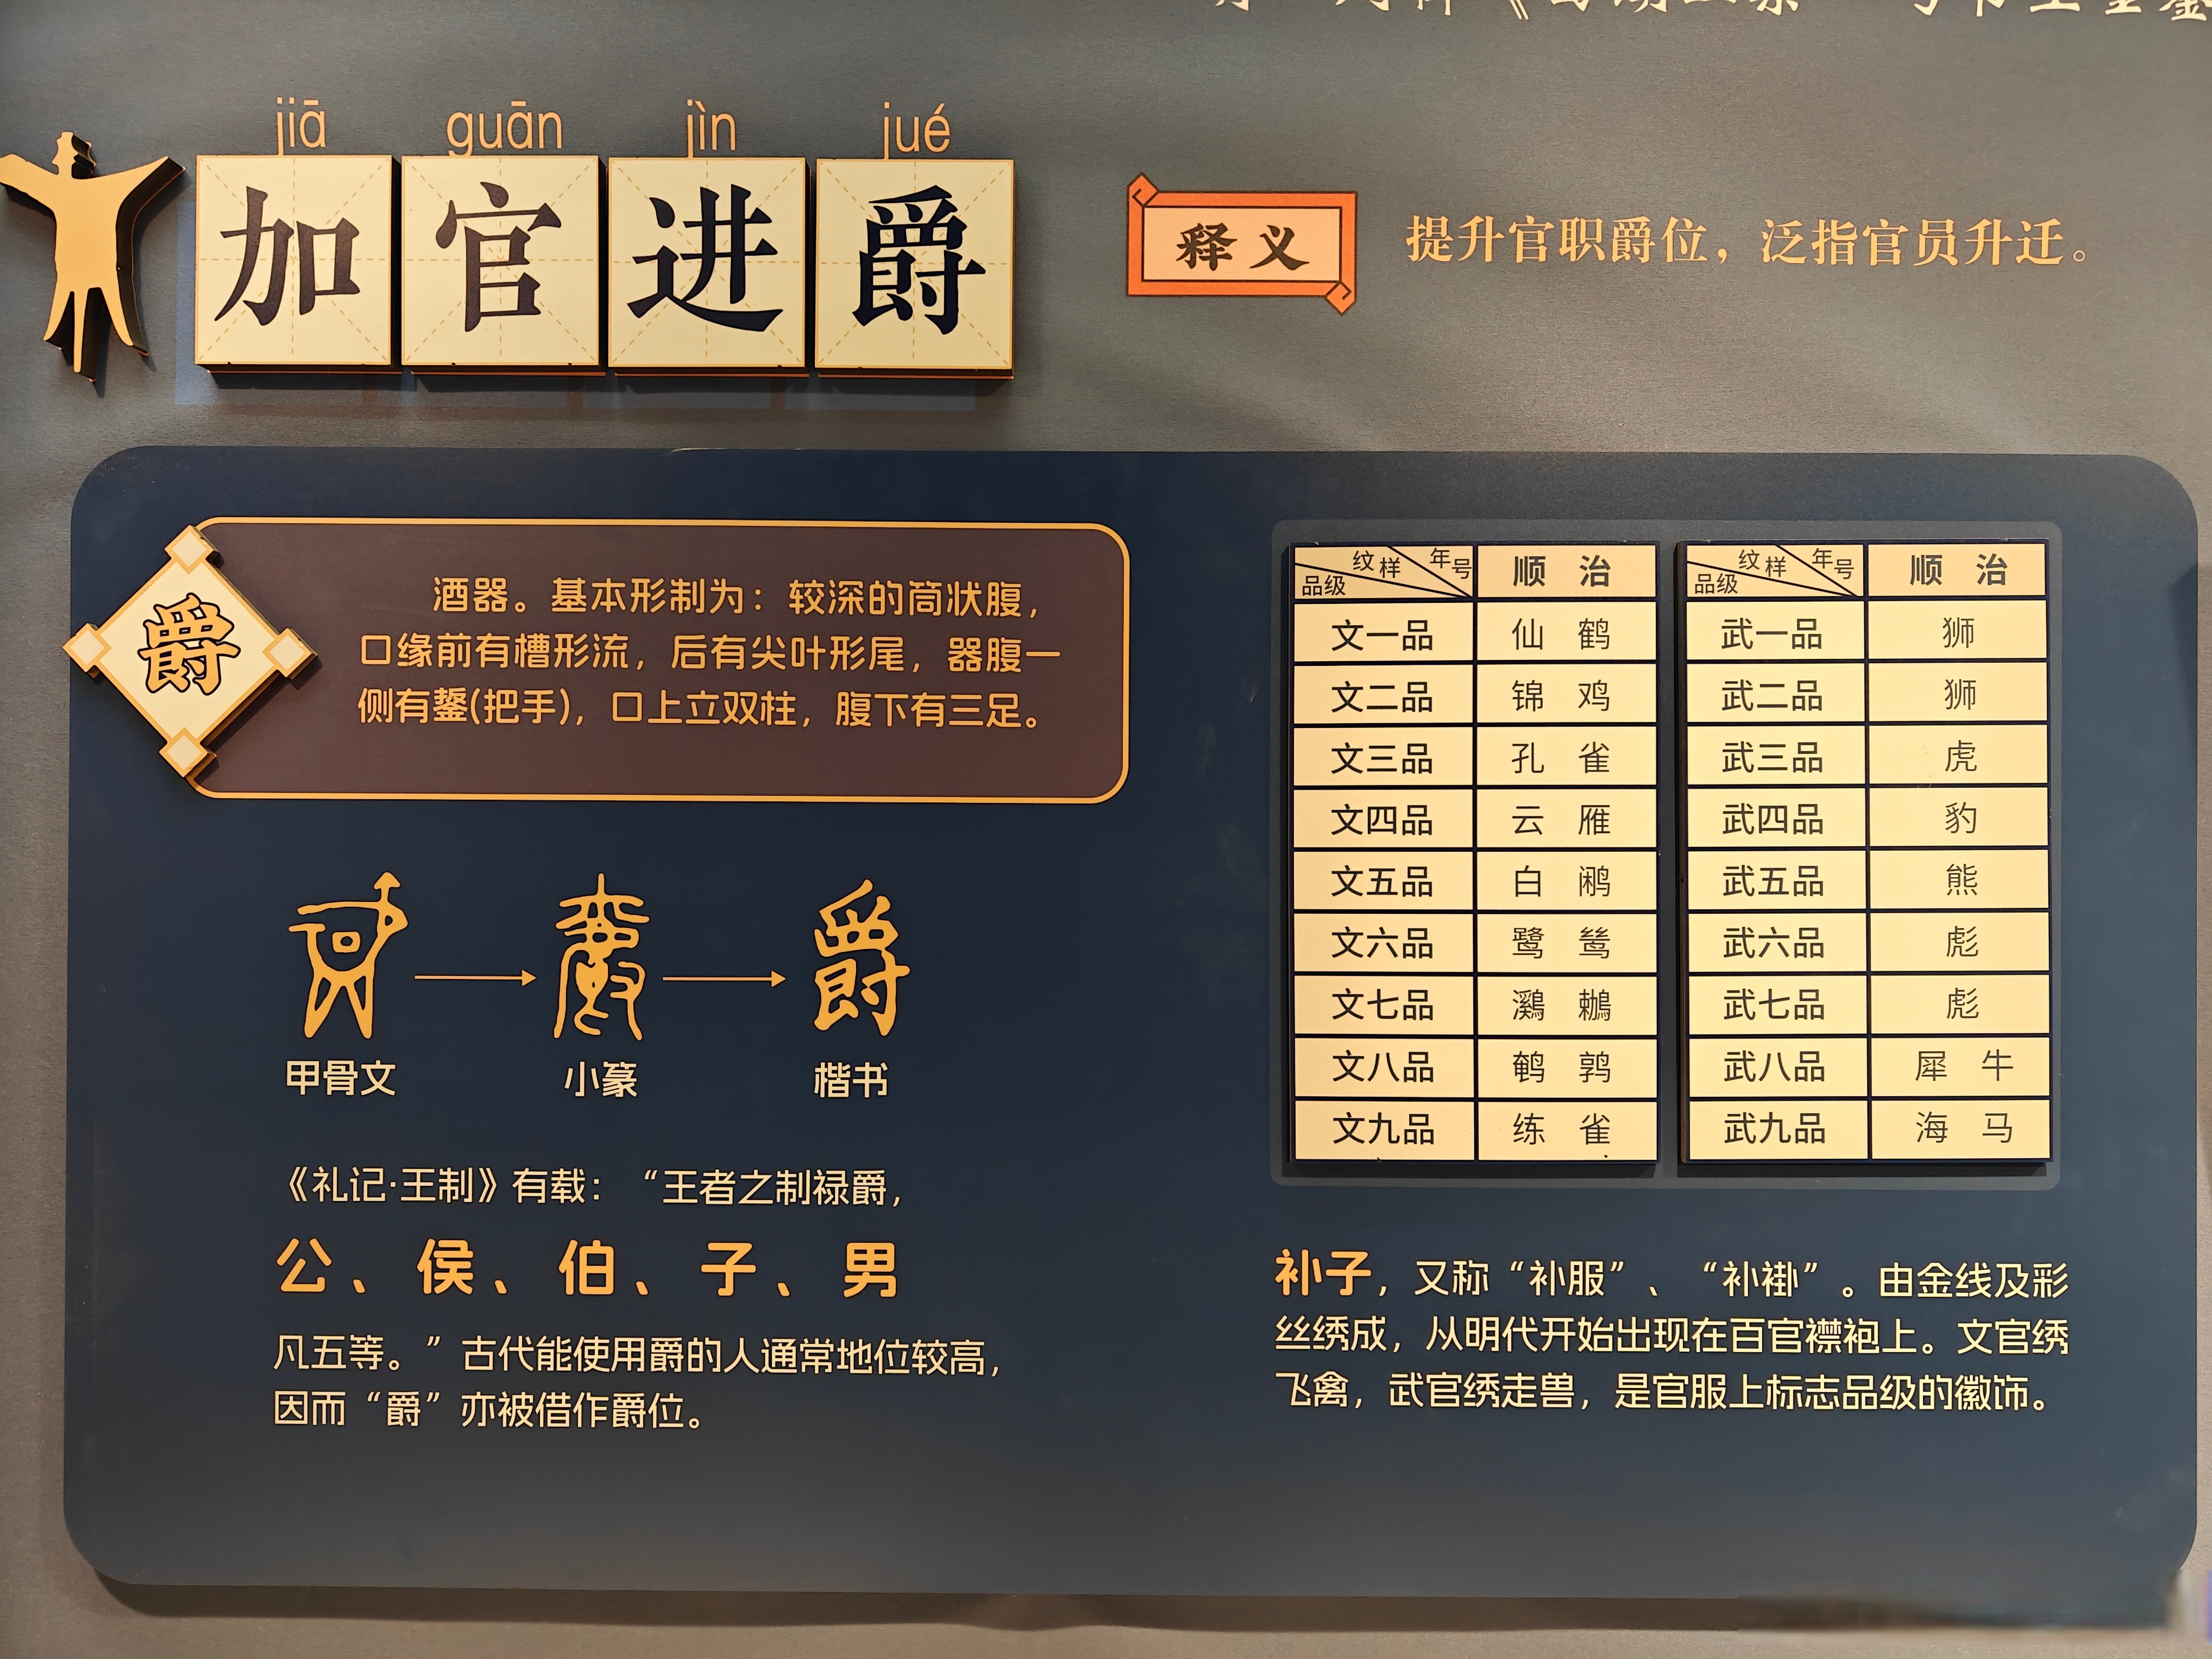 jiā guān jìn jué
加官进爵
释义
提升官职爵位，泛指官员升迁。
爵
酒器。基本形制为：较深的筒状腹，
口缘前有槽形流，后有尖叶形尾，器腹一
侧有鋬(把手)，口上立双柱，腹下有三足。
爵
甲骨文 小篆 楷书
《礼记·王制》有载：“王者之制禄爵，
公、侯、伯、子、男
凡五等。”古代能使用爵的人通常地位较高，
因而“爵”亦被借作爵位。
品级 纹样 年号 顺 治
文一品 仙 鹤
文二品 锦 鸡
文三品 孔 雀
文四品 云 雁
文五品 白 鹇
文六品 鹭 鸶
文七品 鸂 鶒
文八品 鹌 鹑
文九品 练 雀
品级 纹样 年号 顺 治
武一品 狮
武二品 狮
武三品 虎
武四品 豹
武五品 熊
武六品 彪
武七品 彪
武八品 犀 牛
武九品 海 马
补子，又称“补服”、“补褂”。由金线及彩
丝绣成，从明代开始出现在百官襟袍上。文官绣
飞禽，武官绣走兽，是官服上标志品级的徽饰。